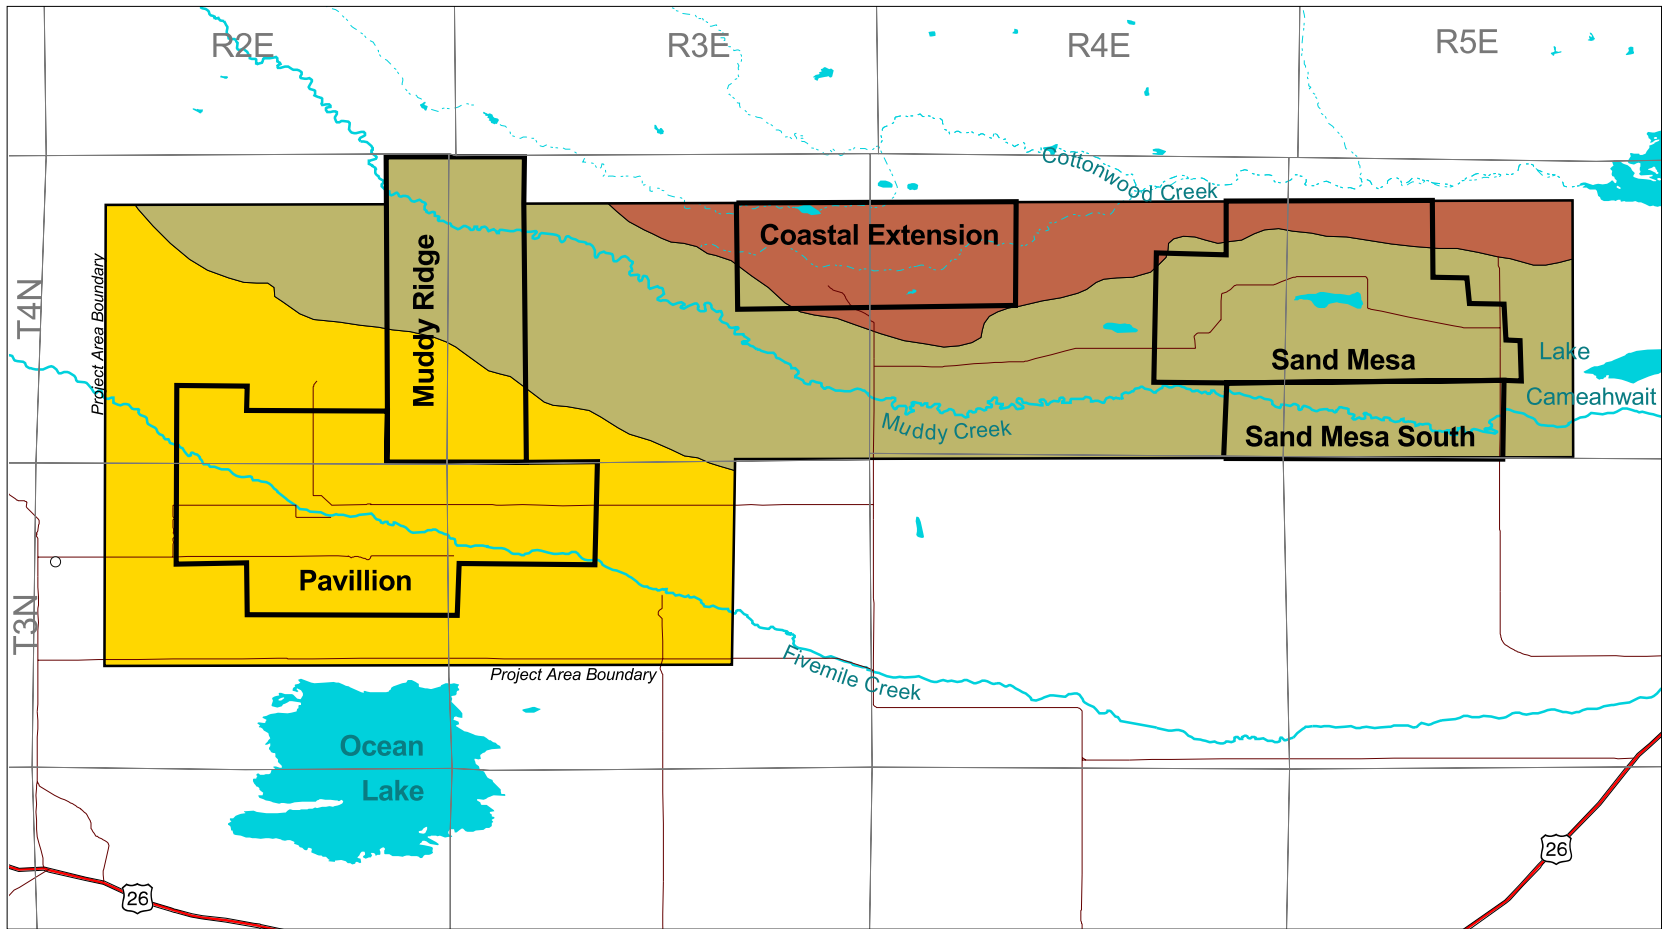 R2E
R3E
R4E
R5E
Cottonwood Creek
Coastal Extension
Muddy Ridge
T4N
Project Area Boundary
Lake
Sand Mesa
Cameahwait
Muddy Creek
Sand Mesa South
Pavillion
T3N
Project Area Boundary
Fivemile Creek
Ocean
Lake
26
26